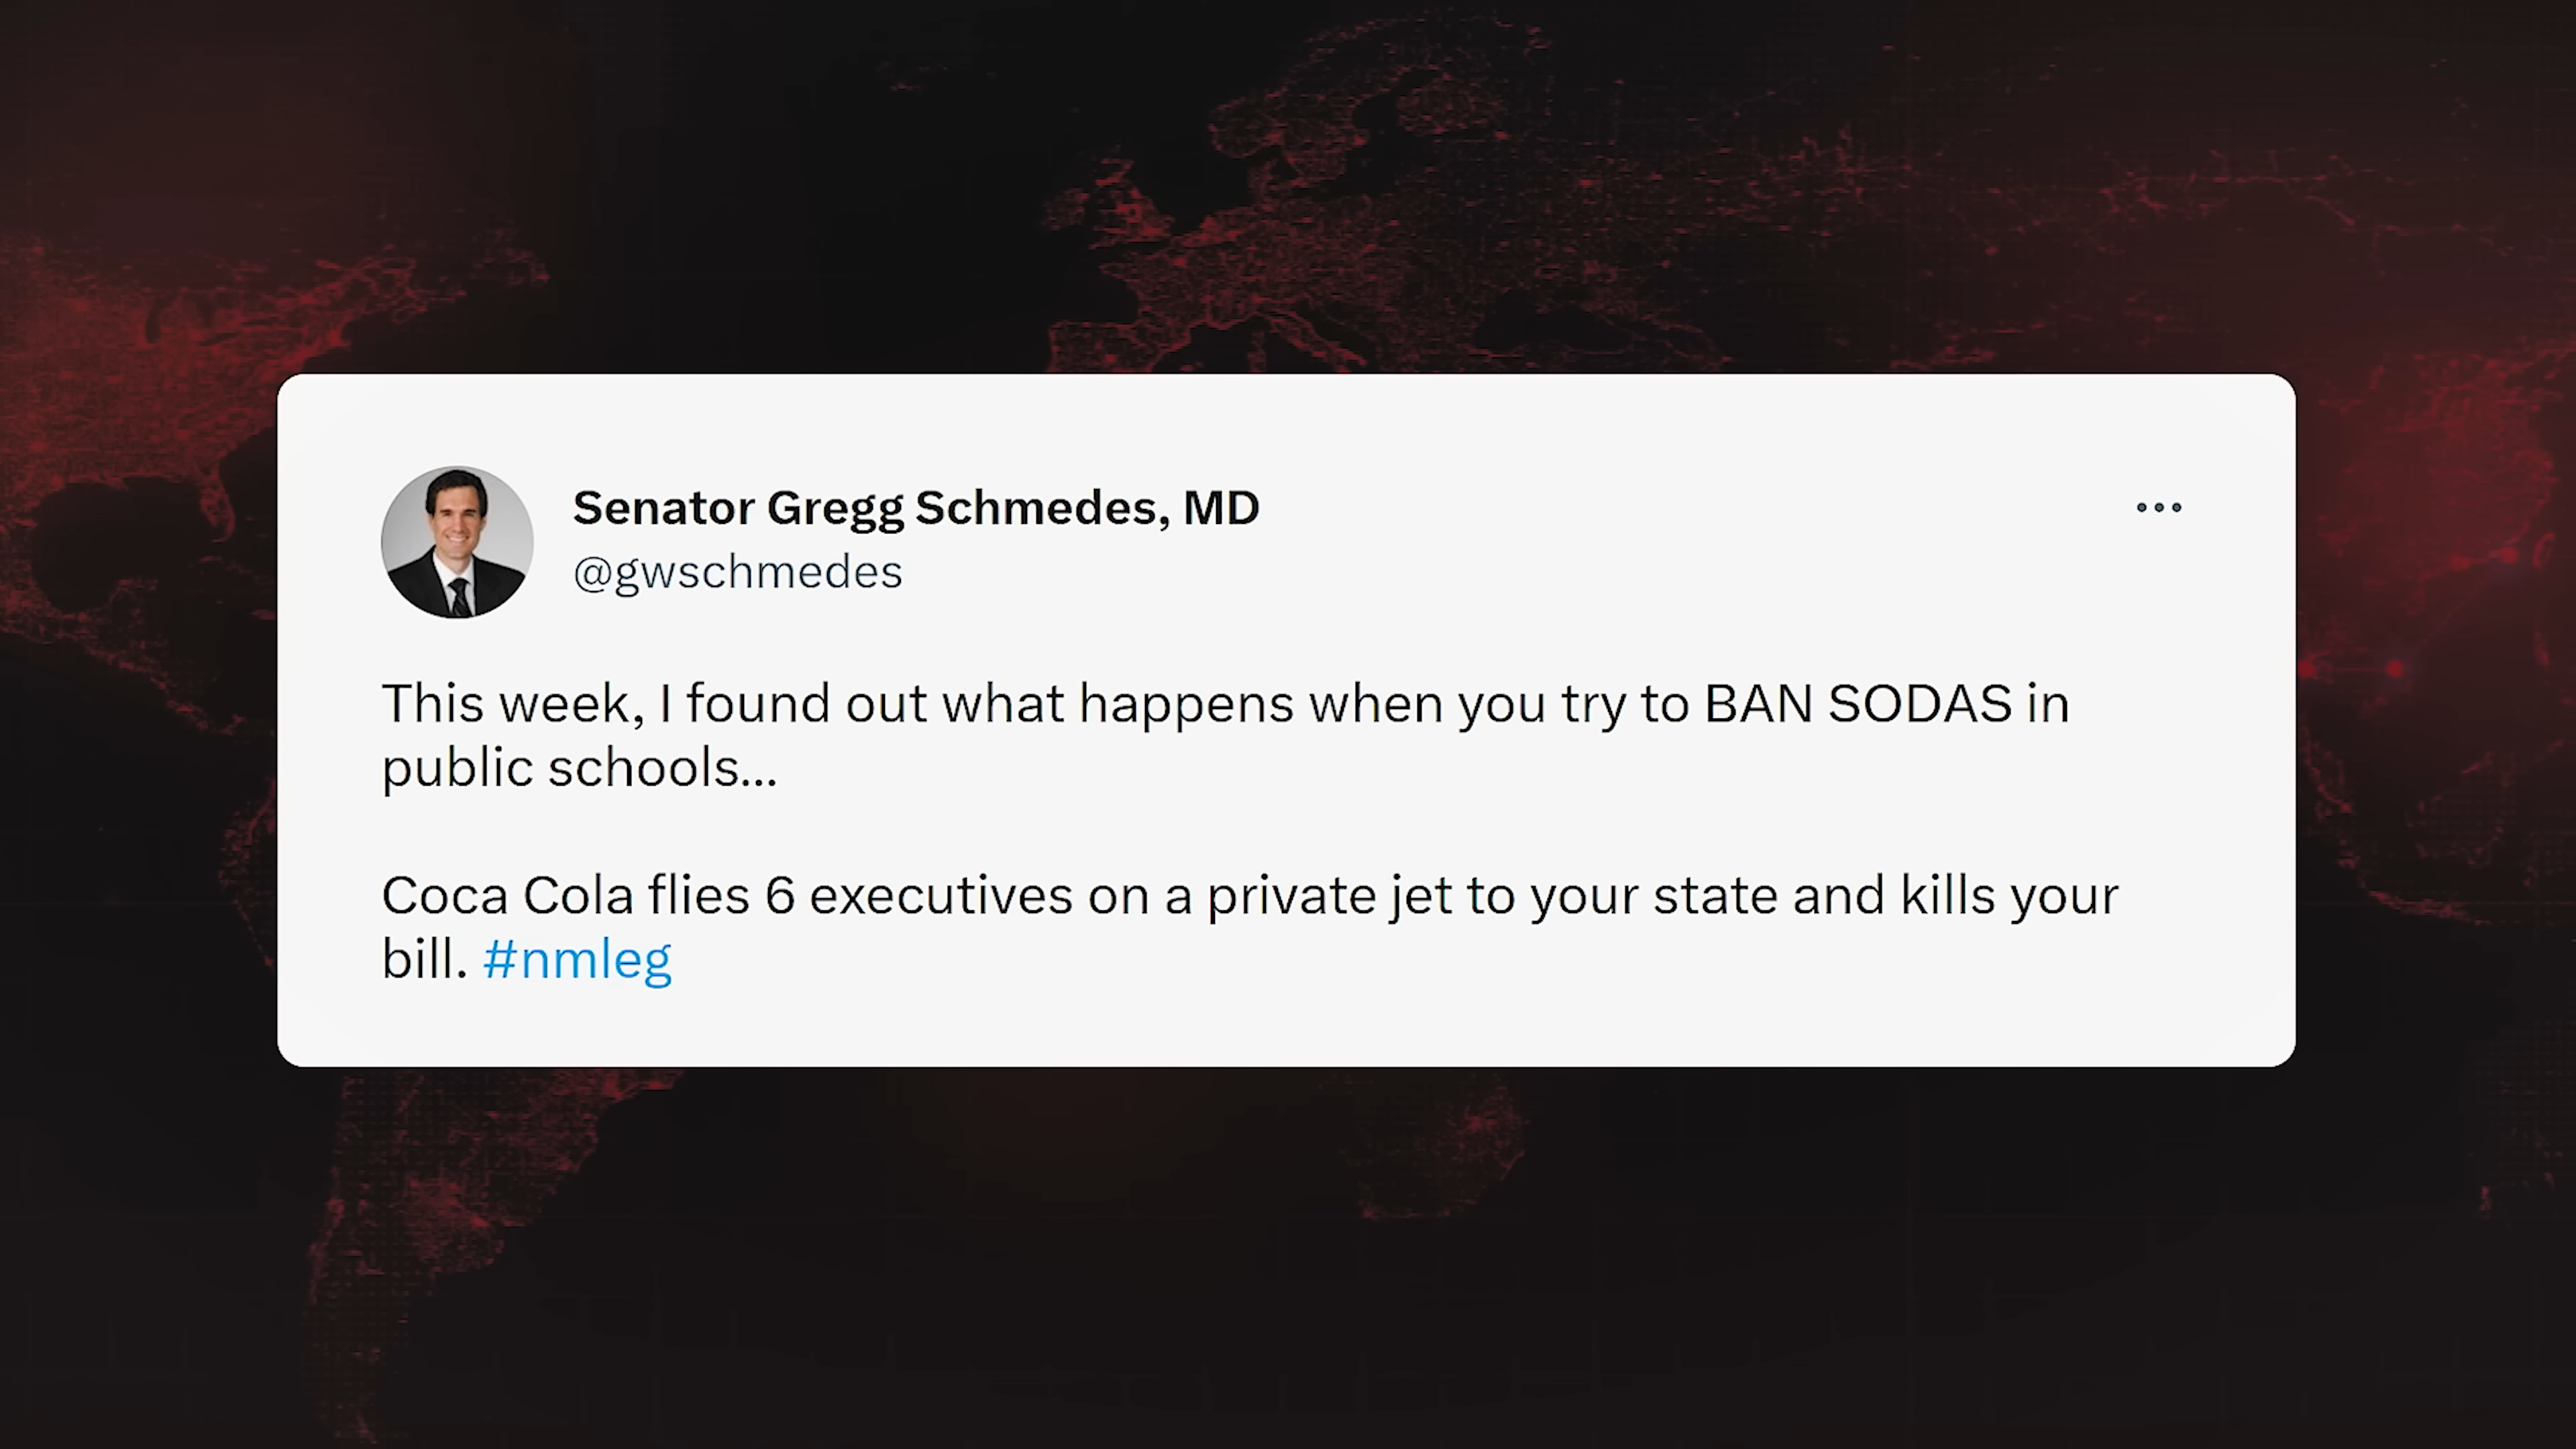 Senator Gregg Schmedes, MD
@gwschmedes
This week, I found out what happens when you try to BAN SODAS in
public schools...
Coca Cola flies 6 executives on a private jet to your state and kills your
bill. #nmleg